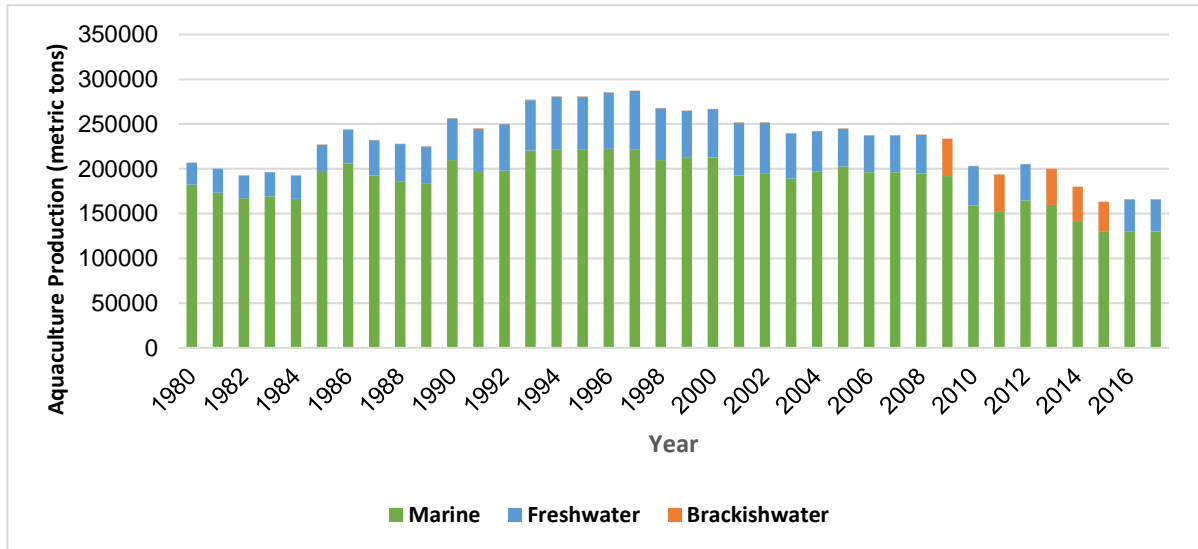 Aquaculture Production (metric tons)
350000
300000
250000
200000
150000
100000
50000
0
1980 1982 1984 1986 1988 1990 1992 1994 1996 1998 2000 2002 2004 2006 2008 2010 2012 2014 2016
Year
Marine Freshwater Brackishwater